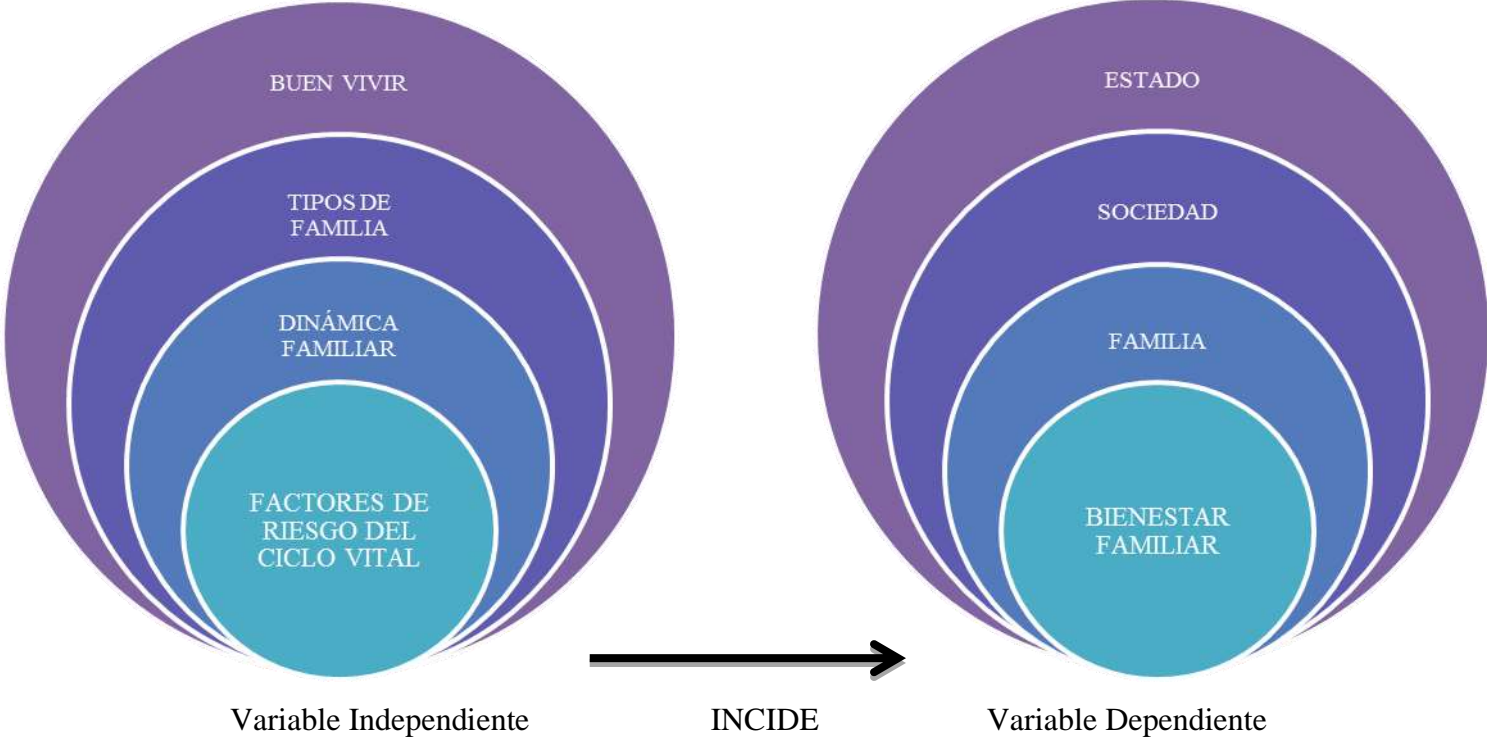 BUEN VIVIR
TIPOS DE
FAMILIA
DINÁMICA
FAMILIAR
FACTORES DE
RIESGO DEL
CICLO VITAL
ESTADO
SOCIEDAD
FAMILIA
BIENESTAR
FAMILIAR
Variable Independiente
INCIDE
Variable Dependiente